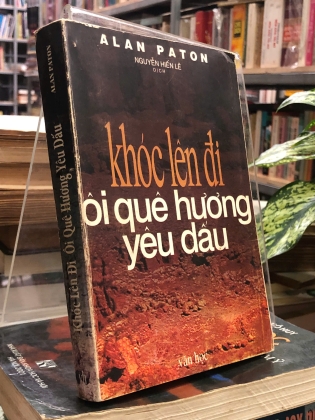 ALAN PATON
NGUYỄN HIẾN LÊ
DỊCH
khóc lên đi
ôi quê hương
yêu dấu
văn học
ALAN PATON
Khóc Lên Đi Ôi Quê Hương Yêu Dấu